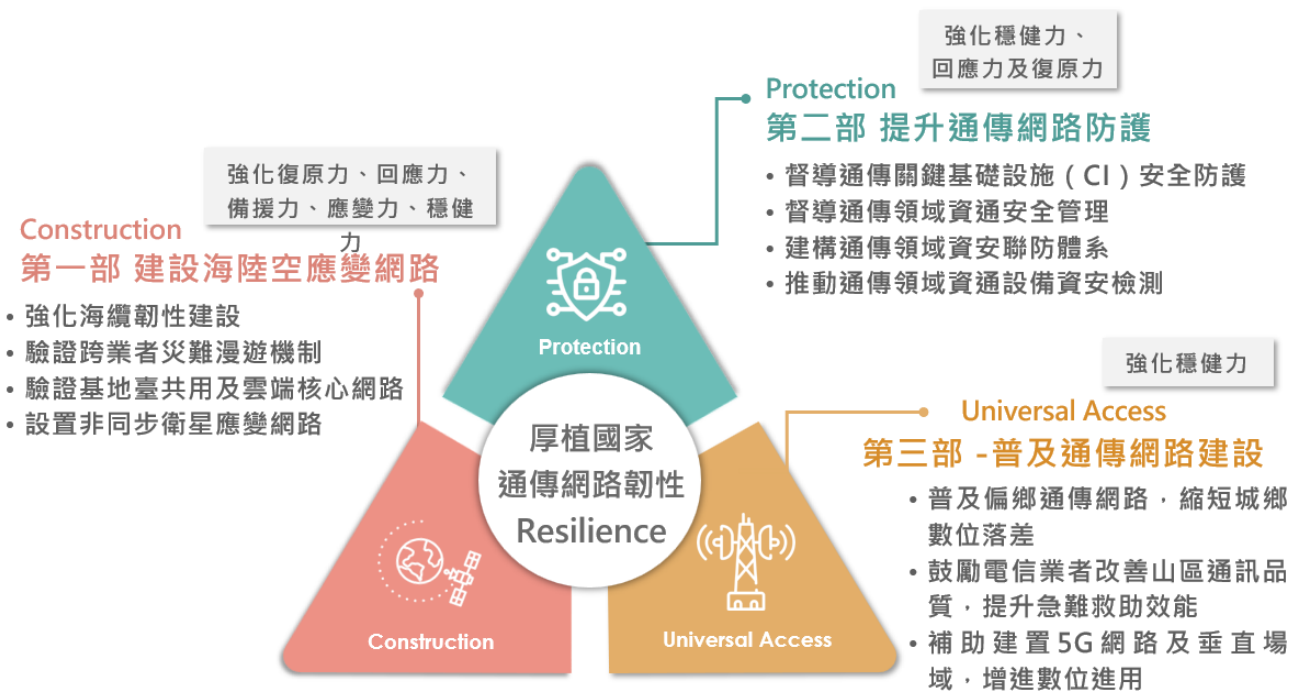 強化穩健力、
回應力及復原力
Protection
第二部 提升通傳網路防護
• 督導通傳關鍵基礎設施（CI）安全防護
• 督導通傳領域資通安全管理
• 建構通傳領域資安聯防體系
• 推動通傳領域資通設備資安檢測
強化復原力、回應力、
備援力、應變力、穩健
力
Construction
第一部 建設海陸空應變網路
• 強化海纜韌性建設
• 驗證跨業者災難漫遊機制
• 驗證基地臺共用及雲端核心網路
• 設置非同步衛星應變網路
Protection
厚植國家
通傳網路韌性
Resilience
Construction
Universal Access
強化穩健力
Universal Access
第三部 -普及通傳網路建設
• 普及偏鄉通傳網路，縮短城鄉
數位落差
• 鼓勵電信業者改善山區通訊品
質，提升急難救助效能
• 補助建置5G網路及垂直場
域，增進數位進用